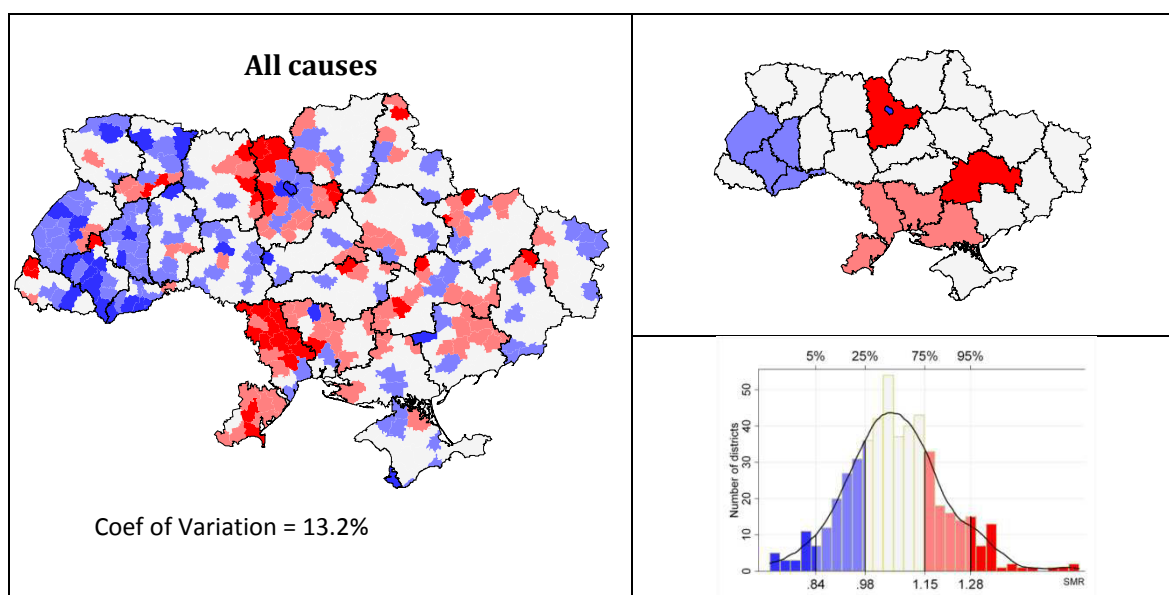 All causes
Coef of Variation = 13.2%
5% 25% 75% 95%
Number of districts
50
40
30
20
10
0
.84 .98 1.15 1.28 SMR